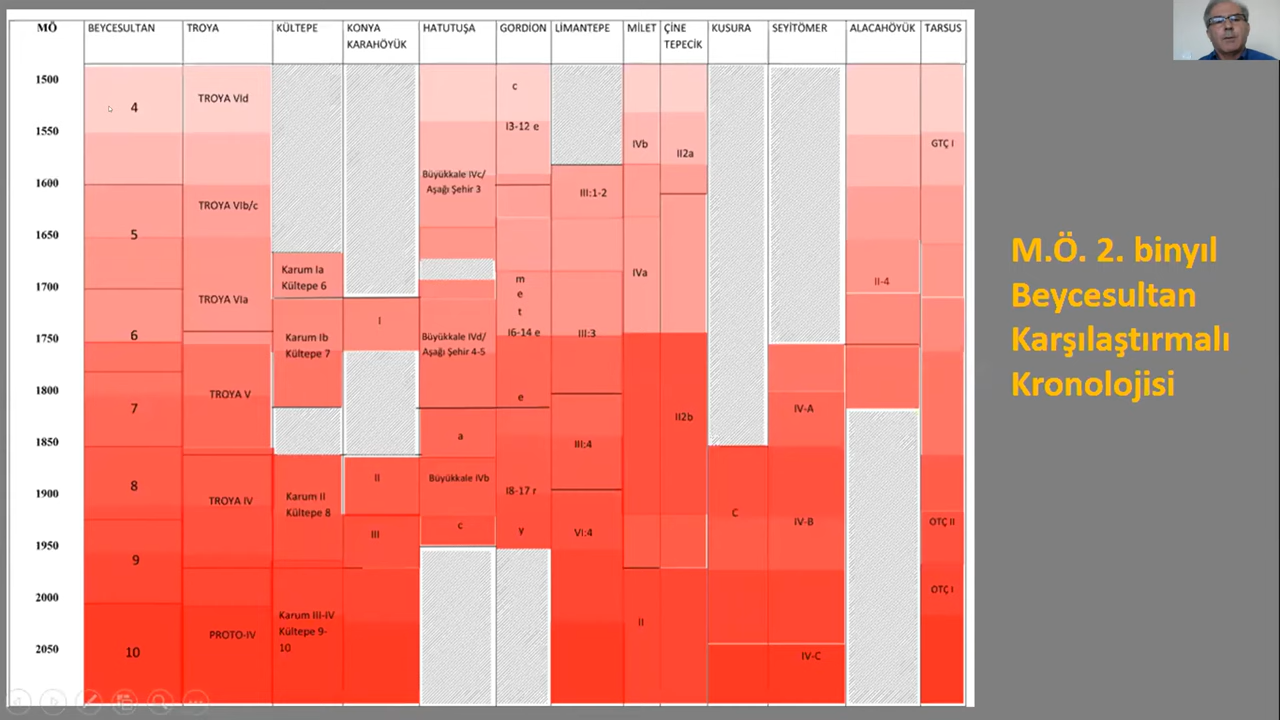 MÖ
BEYCESULTAN
TROYA
KÜLTEPE
KONYA
KARAHÖYÜK
HATUTUŞA
GORDİON
LİMANTEPE
MİLET
ÇİNE
TEPECİK
KUSURA
SEYİTÖMER
ALACAHÖYÜK
TARSUS
1500
1550
1600
1650
1700
1750
1800
1850
1900
1950
2000
2050
4
5
6
7
8
9
10
TROYA VId
TROYA VIb/c
TROYA VIa
TROYA V
TROYA IV
PROTO-IV
Karum Ia
Kültepe 6
Karum Ib
Kültepe 7
Karum II
Kültepe 8
Karum III-IV
Kültepe 9-
10
I
II
III
Büyükkale IVc/
Aşağı Şehir 3
Büyükkale IVd/
Aşağı Şehir 4-5
a
Büyükkale IVb
c
c
I3-12 e
m
e
t
I6-14 e
e
I8-17 r
y
III:1-2
III:3
III:4
VI:4
IVb
IVa
II
II2a
II2b
C
IV-A
IV-B
IV-C
II-4
GTÇ I
OTÇ II
OTÇ I
M.Ö. 2. binyıl
Beycesultan
Karşılaştırmalı
Kronolojisi